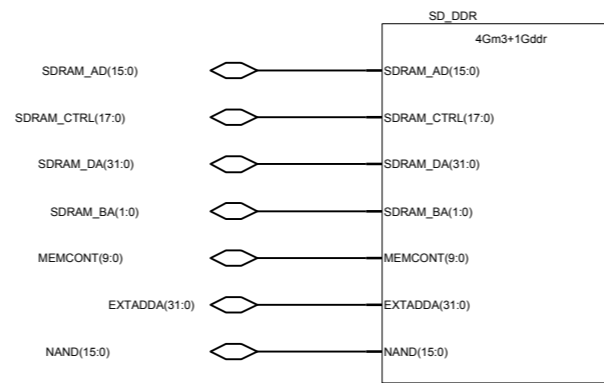 SD_DDR
4Gm3+1Gddr
SDRAM_AD(15:0) SDRAM_AD(15:0)
SDRAM_CTRL(17:0) SDRAM_CTRL(17:0)
SDRAM_DA(31:0) SDRAM_DA(31:0)
SDRAM_BA(1:0) SDRAM_BA(1:0)
MEMCONT(9:0) MEMCONT(9:0)
EXTADDA(31:0) EXTADDA(31:0)
NAND(15:0) NAND(15:0)